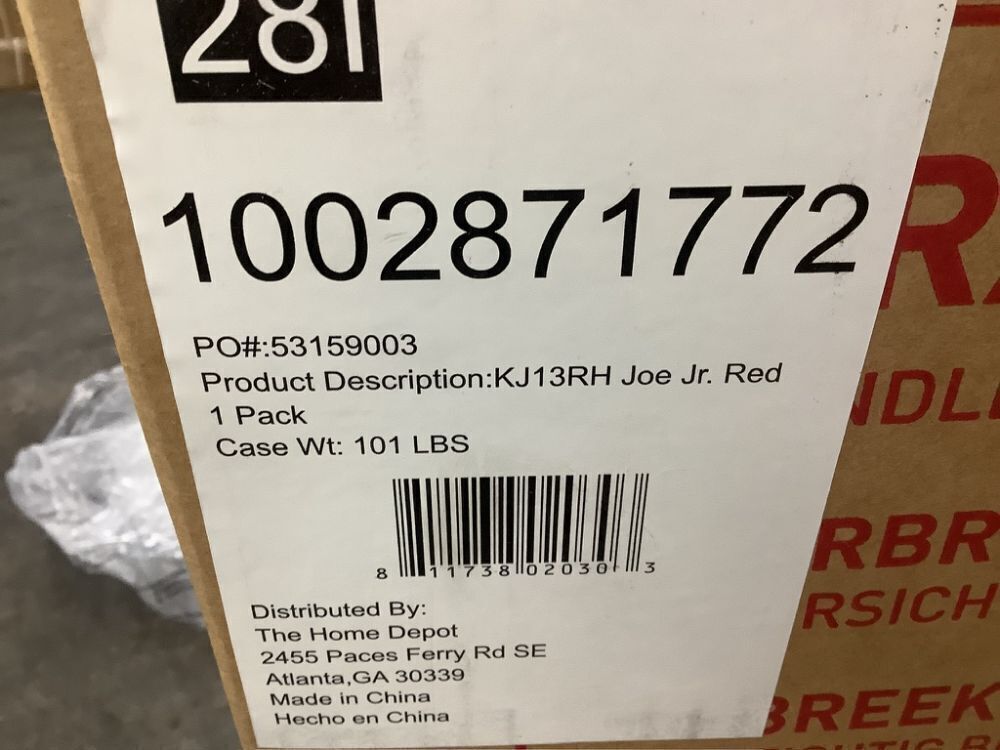 28I
1002871772
PO#:53159003
Product Description:KJ13RH Joe Jr. Red
1 Pack
Case Wt: 101 LBS
8 11738 02030 3
Distributed By:
The Home Depot
2455 Paces Ferry Rd SE
Atlanta,GA 30339
Made in China
Hecho en China